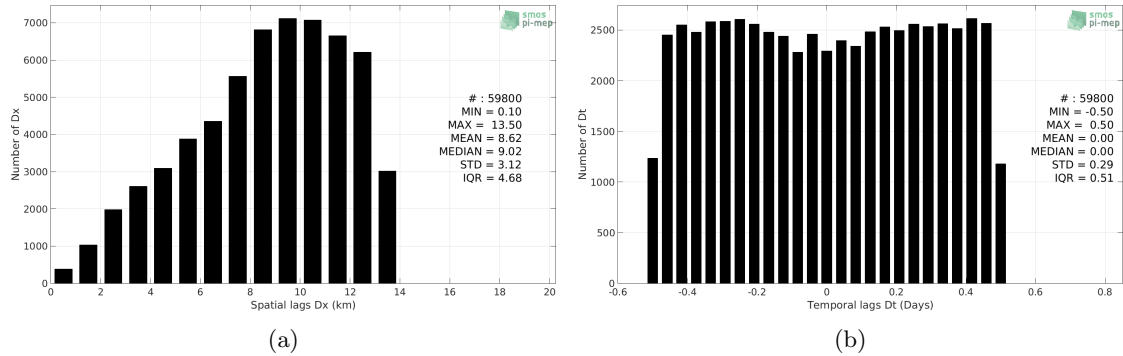 smos
pi-mep
7000
6000
5000
4000
3000
2000
1000
0
Number of Dx
# : 59800
MIN = 0.10
MAX = 13.50
MEAN = 8.62
MEDIAN = 9.02
STD = 3.12
IQR = 4.68
0 2 4 6 8 10 12 14 16 18 20
Spatial lags Dx (km)
(a)
smos
pi-mep
2500
2000
1500
1000
500
0
Number of Dt
# : 59800
MIN = -0.50
MAX = 0.50
MEAN = 0.00
MEDIAN = 0.00
STD = 0.29
IQR = 0.51
-0.6 -0.4 -0.2 0.0 0.2 0.4 0.6 0.8
Temporal lags Dt (Days)
(b)